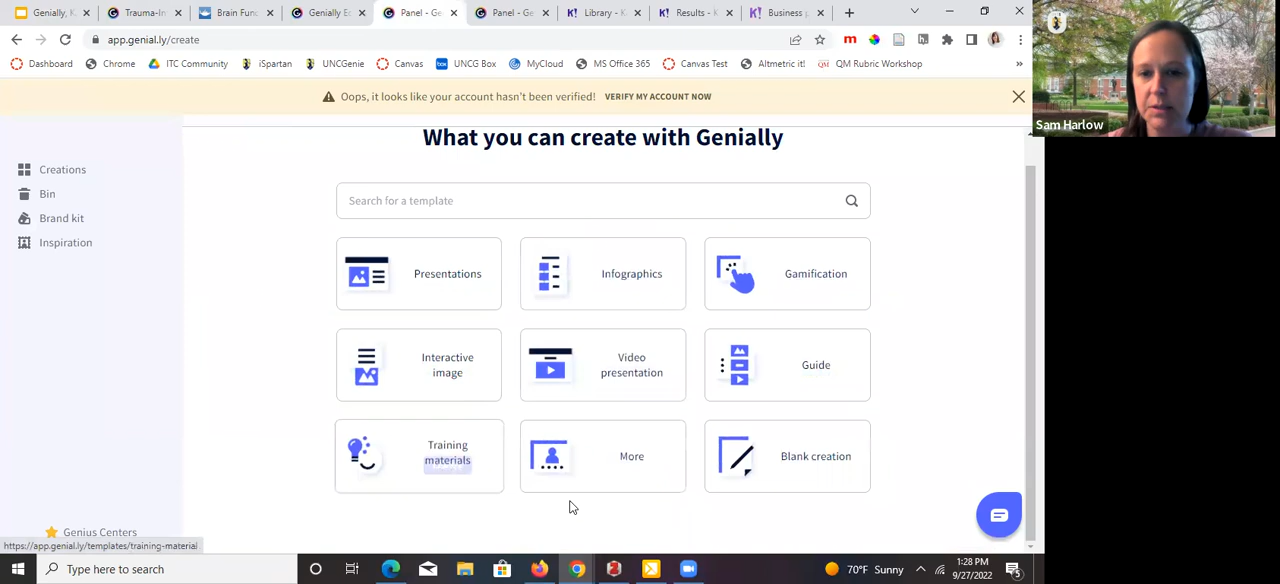 Genially, K
Trauma-In
Brain Func
Genially E
Panel - Ge
Panel - Ge
Library - K
Results - K
Business p
app.genial.ly/create
Dashboard
Chrome
ITC Community
iSpartan
UNCGenie
Canvas
UNCG Box
MyCloud
MS Office 365
Canvas Test
Altmetric it!
QM Rubric Workshop
Oops, it looks like your account hasn't been verified! VERIFY MY ACCOUNT NOW
Sam Harlow
What you can create with Genially
Creations
Bin
Brand kit
Inspiration
Search for a template
Presentations
Infographics
Gamification
Interactive
image
Video
presentation
Guide
Training
materials
More
Blank creation
Genius Centers
https://app.genial.ly/templates/training-material
Type here to search
70°F Sunny
1:28 PM
9/27/2022
5